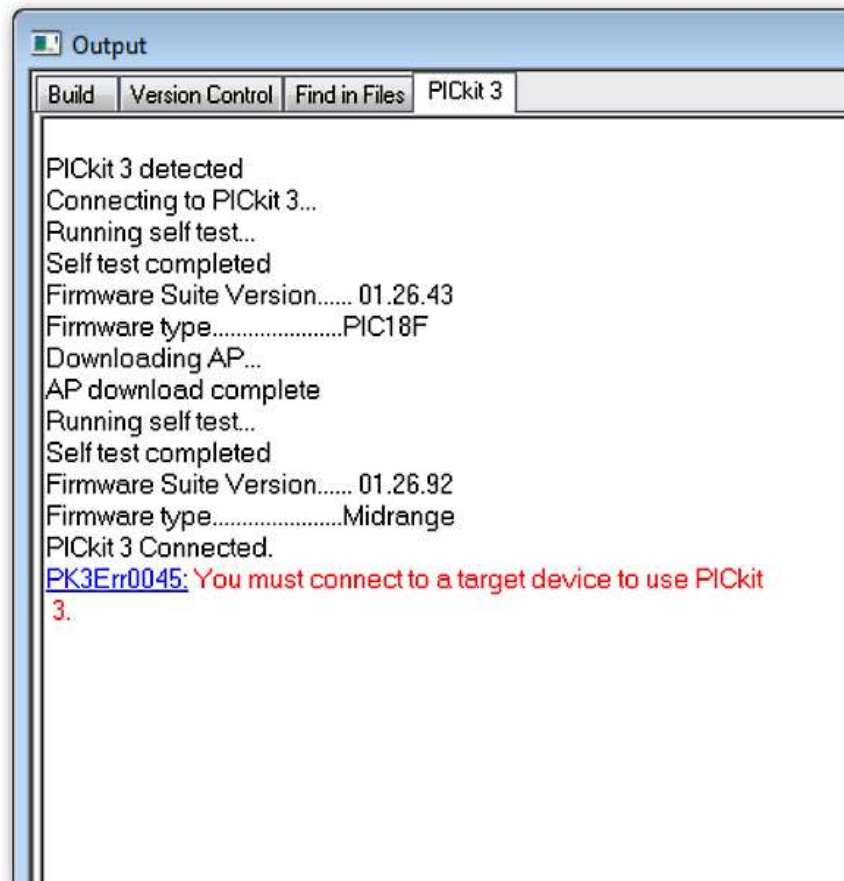 Output
Build Version Control Find in Files PICkit 3
PICkit 3 detected
Connecting to PICkit 3...
Running self test...
Self test completed
Firmware Suite Version...... 01.26.43
Firmware type......................PIC18F
Downloading AP...
AP download complete
Running self test...
Self test completed
Firmware Suite Version...... 01.26.92
Firmware type......................Midrange
PICkit 3 Connected.
PK3Err0045: You must connect to a target device to use PICkit
3.